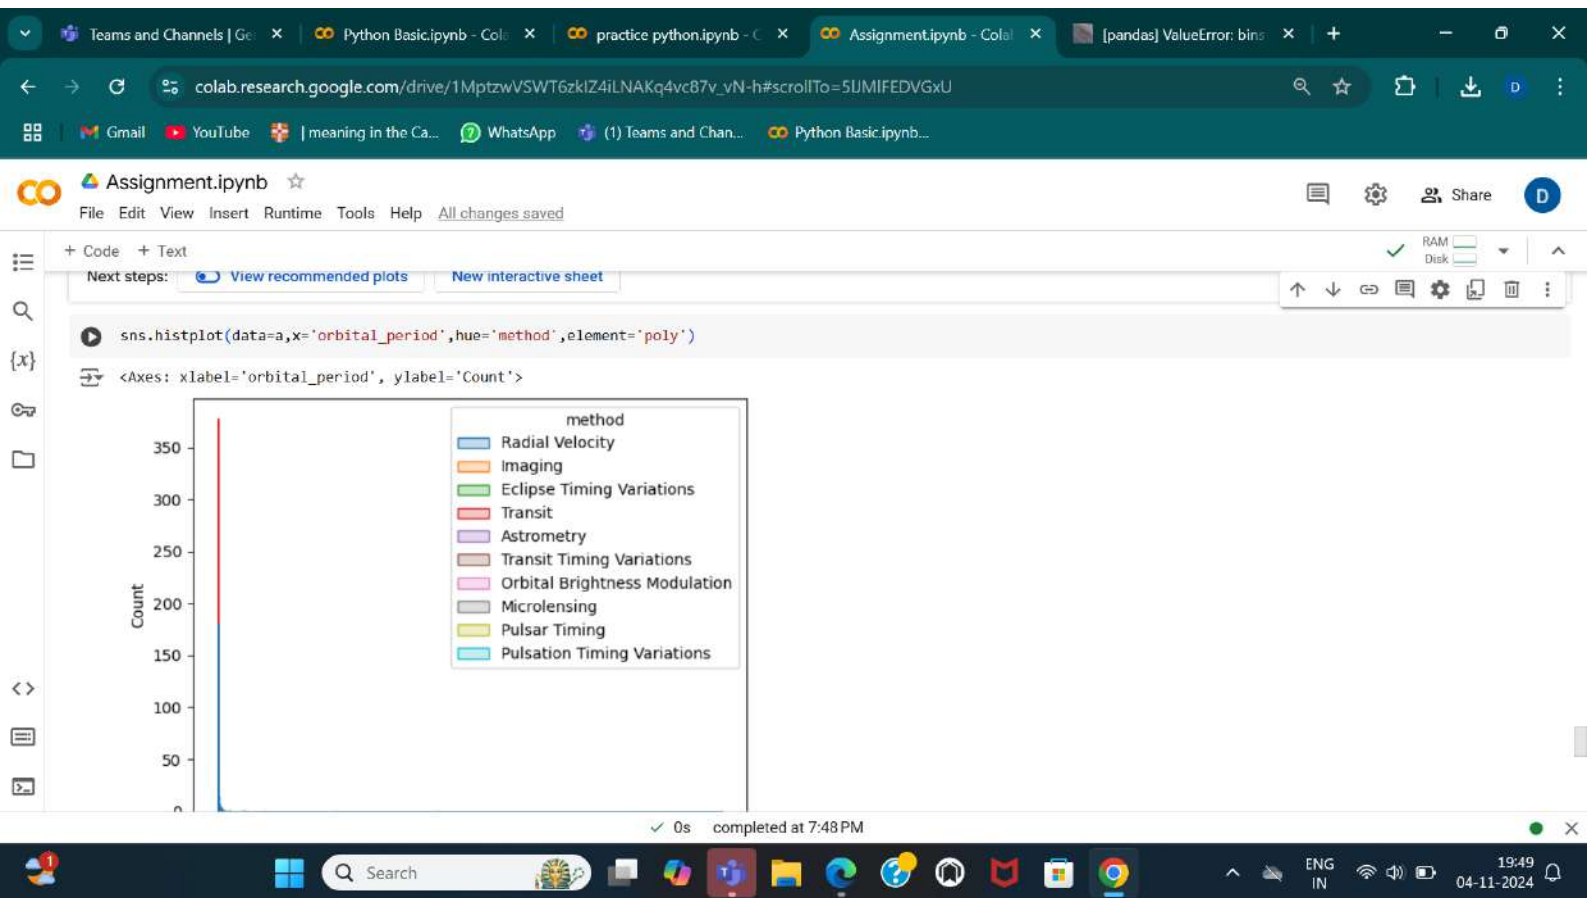 Teams and Channels | Ge
Python Basic.ipynb - Cola
practice python.ipynb - C
Assignment.ipynb - Colab
[pandas] ValueError: bins
colab.research.google.com/drive/1MptzwVSWT6zkIZ4iLNAKq4vc87v_vN-h#scrollTo=5IJMlFEDVGxU
D
Gmail
YouTube
| meaning in the Ca...
WhatsApp
(1) Teams and Chan...
Python Basic.ipynb...
Assignment.ipynb
File Edit View Insert Runtime Tools Help All changes saved
Share
D
+ Code + Text
RAM
Disk
Next steps: View recommended plots New interactive sheet
{x}
sns.histplot(data=a,x='orbital_period',hue='method',element='poly')
<Axes: xlabel='orbital_period', ylabel='Count'>
method
Radial Velocity
Imaging
Eclipse Timing Variations
Transit
Astrometry
Transit Timing Variations
Orbital Brightness Modulation
Microlensing
Pulsar Timing
Pulsation Timing Variations
350
300
250
200
150
100
50
0
Count
0s completed at 7:48 PM
1
Search
ENG
IN
19:49
04-11-2024